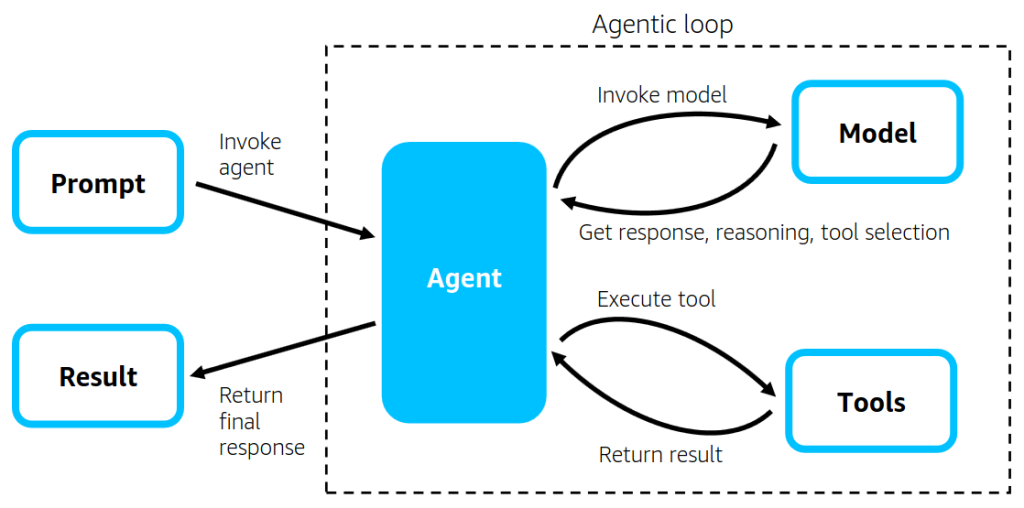 Agentic loop
Invoke model
Model
Invoke
agent
Prompt
Get response, reasoning, tool selection
Agent
Execute tool
Result
Tools
Return
final
response
Return result